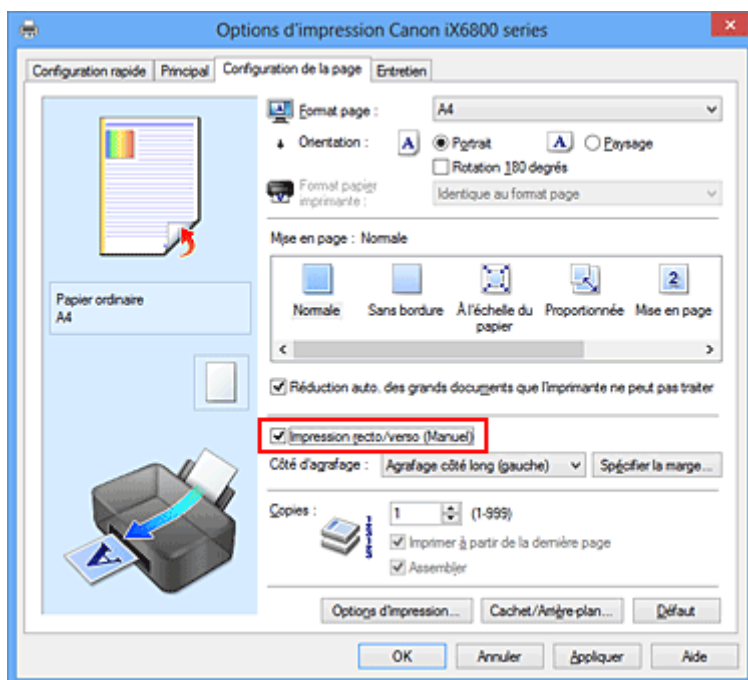 Options d'impression Canon iX6800 series
Configuration rapide Principal Configuration de la page Entretien
Format page : A4
Orientation : A Portrait A Paysage
Rotation 180 degrés
Format papier
imprimante : Identique au format page
Mise en page : Normale
Papier ordinaire
A4
2
Normale Sans bordure À l'échelle du
papier Proportionnée Mise en page
Réduction auto. des grands documents que l'imprimante ne peut pas traiter
Impression recto/verso (Manuel)
Côté d'agrafage : Agrafage côté long (gauche) Spécifier la marge...
Copies : 1 (1-999)
Imprimer à partir de la dernière page
Assembler
A
Options d'impression... Cachet/Arrière-plan... Défaut
OK Annuler Appliquer Aide